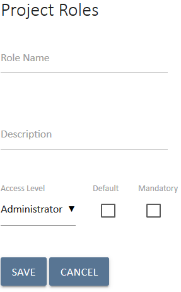 Project Roles
Role Name
Description
Access Level Default Mandatory
Administrator ▼
SAVE CANCEL